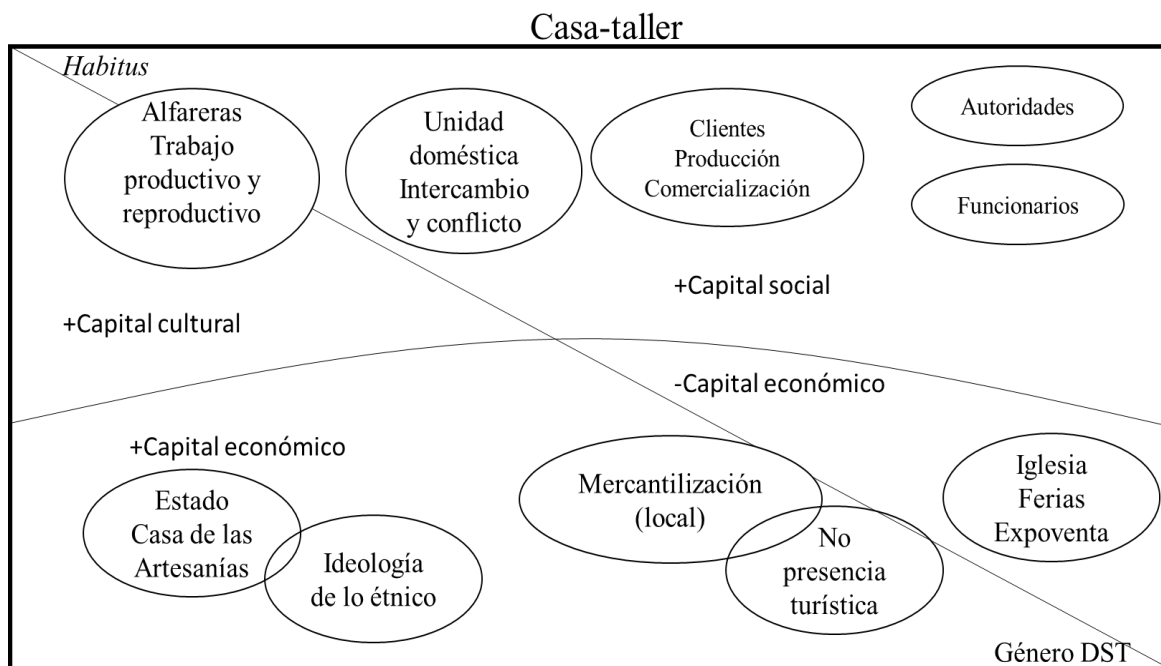 Casa-taller
Habitus
Alfareras
Trabajo
productivo y
reproductivo
Unidad
doméstica
Intercambio
y conflicto
Clientes
Producción
Comercialización
Autoridades
Funcionarios
+Capital social
+Capital cultural
-Capital económico
+Capital económico
Estado
Casa de las
Artesanías
Ideología
de lo étnico
Mercantilización
(local)
No
presencia
turística
Iglesia
Ferias
Expoventa
Género DST